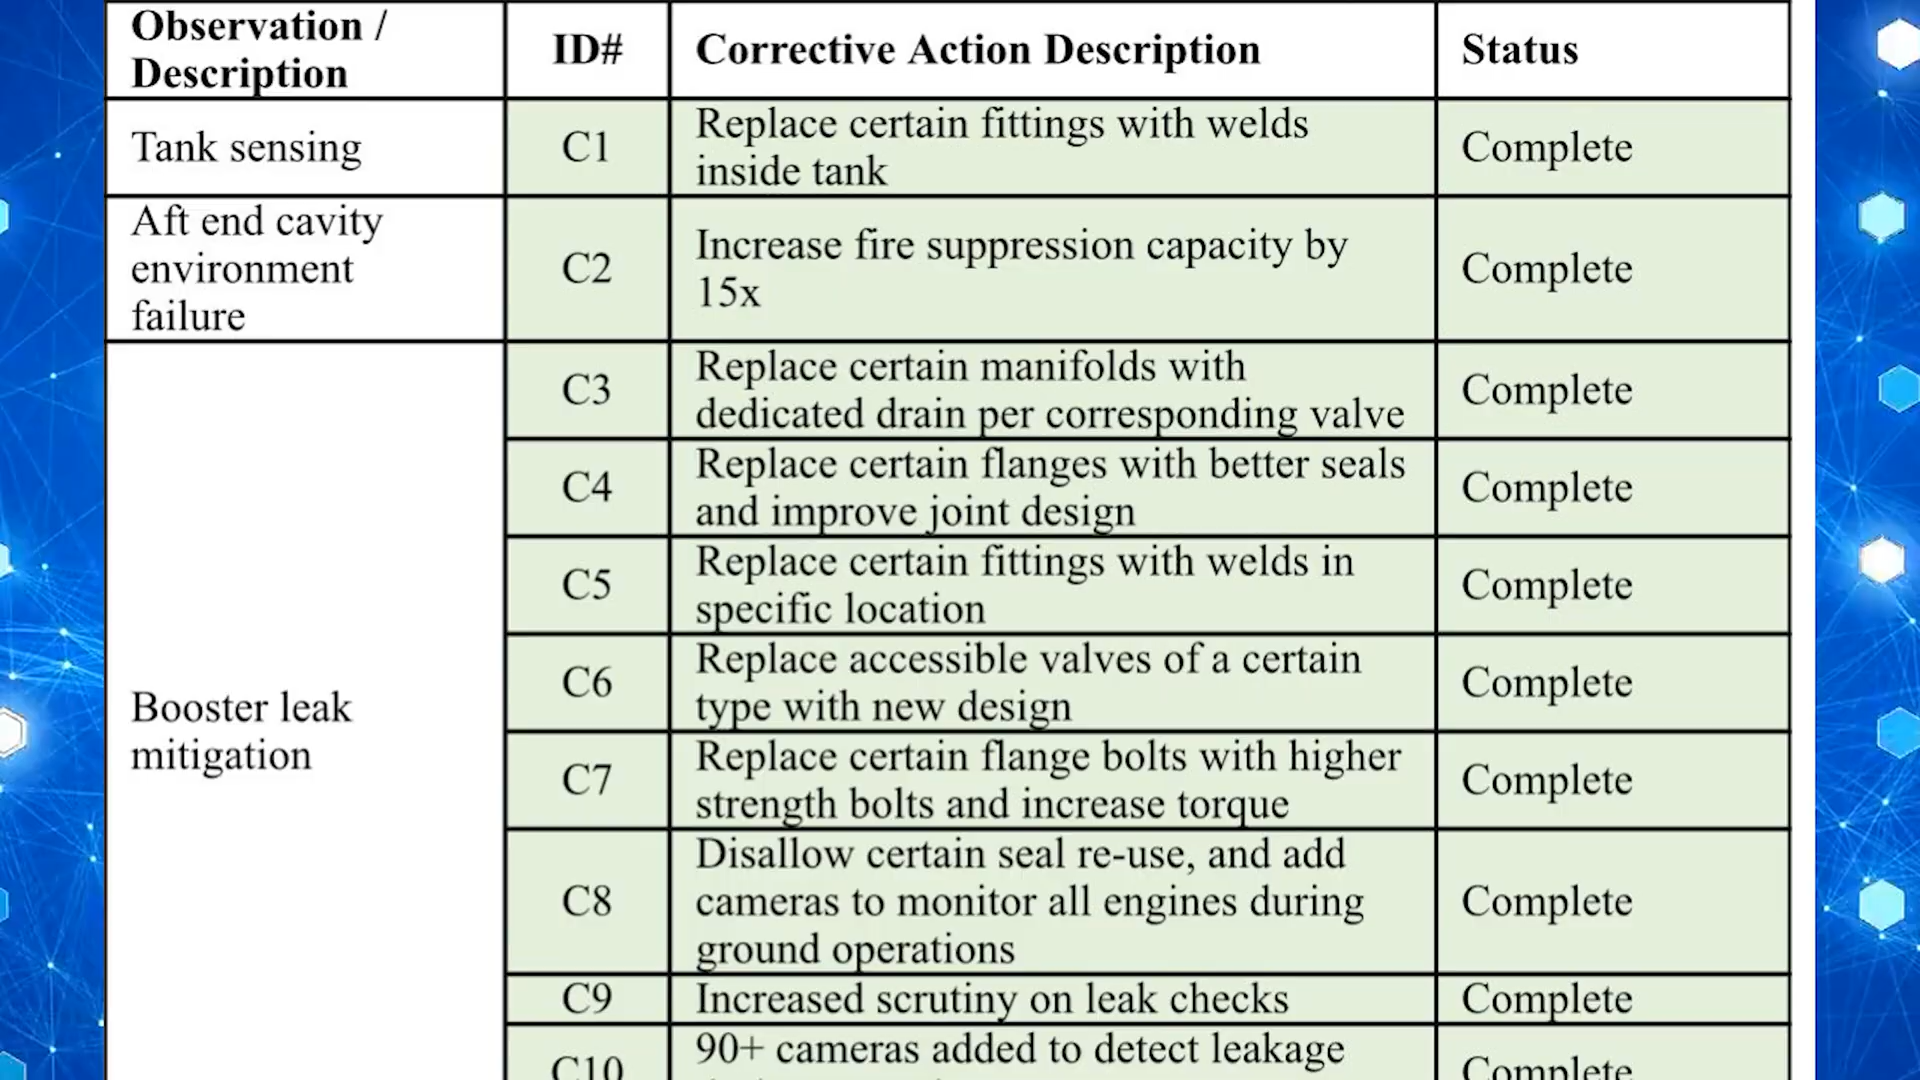 Observation /
Description
ID#
Corrective Action Description
Status
Tank sensing
C1
Replace certain fittings with welds
inside tank
Complete
Aft end cavity
environment
failure
C2
Increase fire suppression capacity by
15x
Complete
Booster leak
mitigation
C3
Replace certain manifolds with
dedicated drain per corresponding valve
Complete
C4
Replace certain flanges with better seals
and improve joint design
Complete
C5
Replace certain fittings with welds in
specific location
Complete
C6
Replace accessible valves of a certain
type with new design
Complete
C7
Replace certain flange bolts with higher
strength bolts and increase torque
Complete
C8
Disallow certain seal re-use, and add
cameras to monitor all engines during
ground operations
Complete
C9
Increased scrutiny on leak checks
Complete
C10
90+ cameras added to detect leakage
Complete